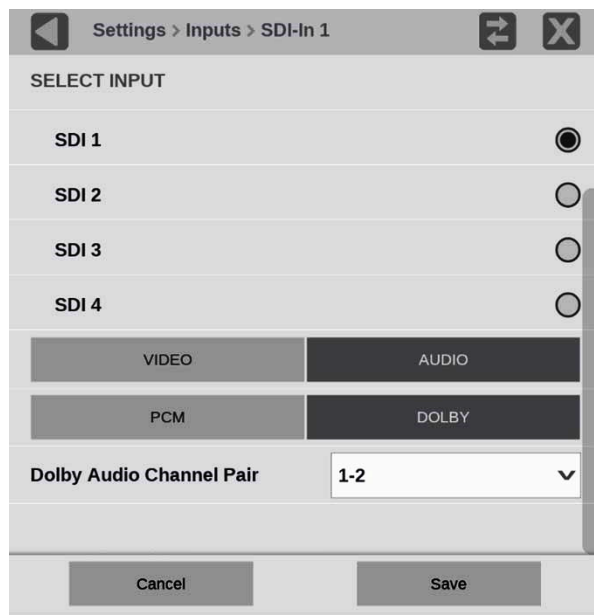 Settings > Inputs > SDI-In 1
SELECT INPUT
SDI 1
SDI 2
SDI 3
SDI 4
VIDEO AUDIO
PCM DOLBY
Dolby Audio Channel Pair 1-2
Cancel Save